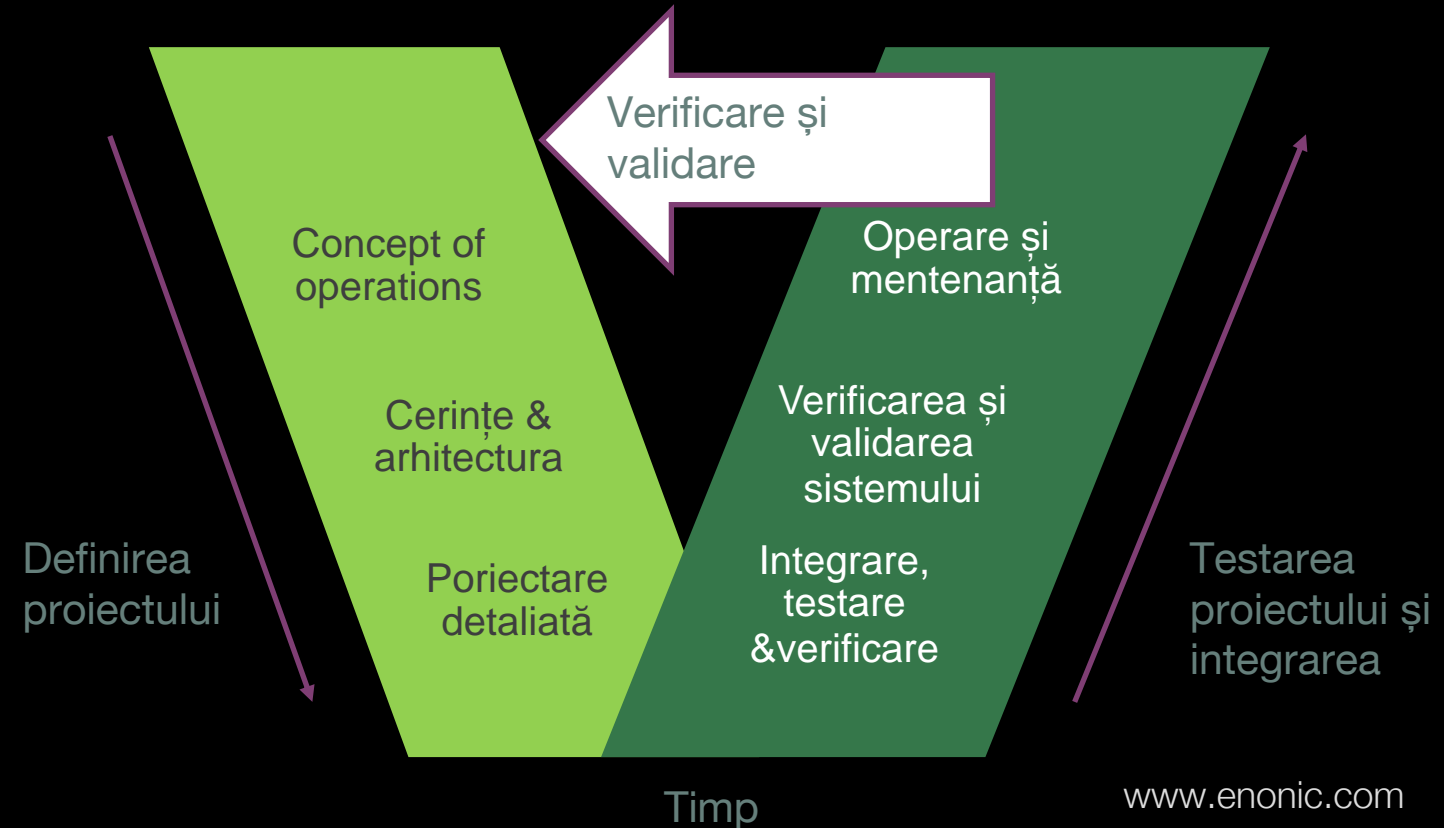 Verificare și
validare
Concept of
operations
Operare și
mentenanță
Cerințe &
arhitectura
Verificarea și
validarea
sistemului
Definirea
proiectului
Poriectare
detaliată
Integrare,
testare
&verificare
Testarea
proiectului și
integrarea
Timp
www.enonic.com